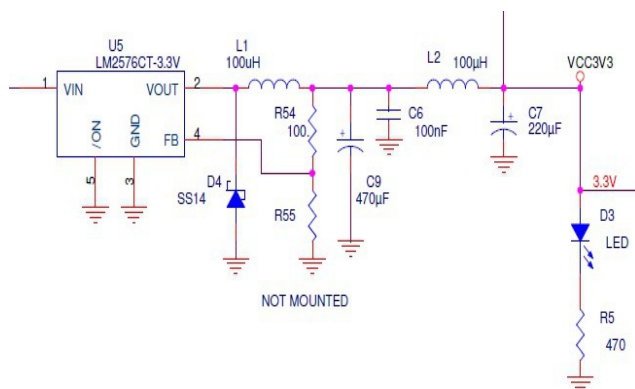 U5
LM2576CT-3.3V
1
VIN
VOUT
2
/ON
GND
FB
4
5
3
L1
100uH
R54
100.
D4
SS14
R55
C9
470µF
C6
100nF
L2
100µH
C7
220µF
VCC3V3
3.3V
D3
LED
R5
470
NOT MOUNTED